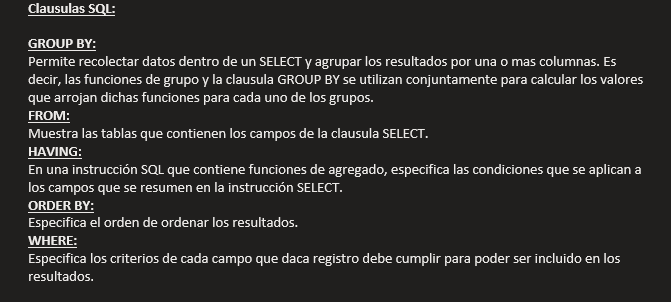 Clausulas SQL:
GROUP BY:
Permite recolectar datos dentro de un SELECT y agrupar los resultados por una o mas columnas. Es
decir, las funciones de grupo y la clausula GROUP BY se utilizan conjuntamente para calcular los valores
que arrojan dichas funciones para cada uno de los grupos.
FROM:
Muestra las tablas que contienen los campos de la clausula SELECT.
HAVING:
En una instrucción SQL que contiene funciones de agregado, especifica las condiciones que se aplican a
los campos que se resumen en la instrucción SELECT.
ORDER BY:
Especifica el orden de ordenar los resultados.
WHERE:
Especifica los criterios de cada campo que daca registro debe cumplir para poder ser incluido en los
resultados.